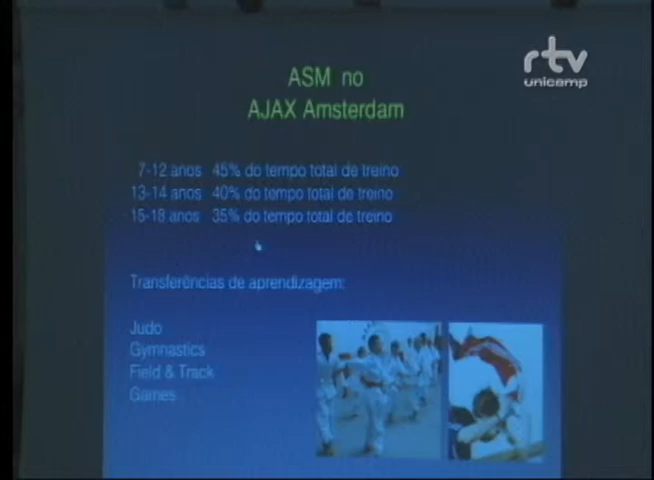 rtv
unicamp
ASM no
AJAX Amsterdam
7-12 anos 45% do tempo total de treino
13-14 anos 40% do tempo total de treino
15-18 anos 35% do tempo total de treino
Transferências de aprendizagem:
Judo
Gymnastics
Field & Track
Games